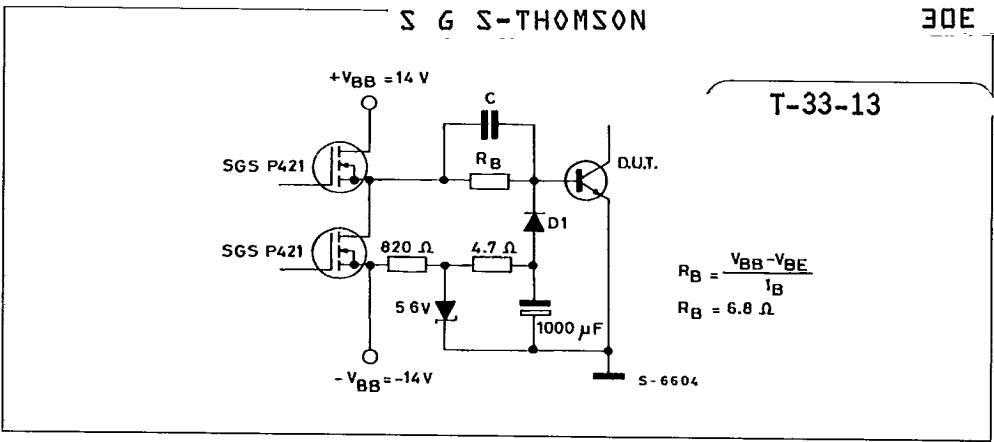 S G S-THOMSON
30E
T-33-13
+VBB = 14 V
C
SGS P421
RB
D.U.T.
D1
SGS P421
820 Ω
4.7 Ω
5 6V
1000 µF
RB = VBB-VBE
IB
RB = 6.8 Ω
- VBB = -14 V
S-6604